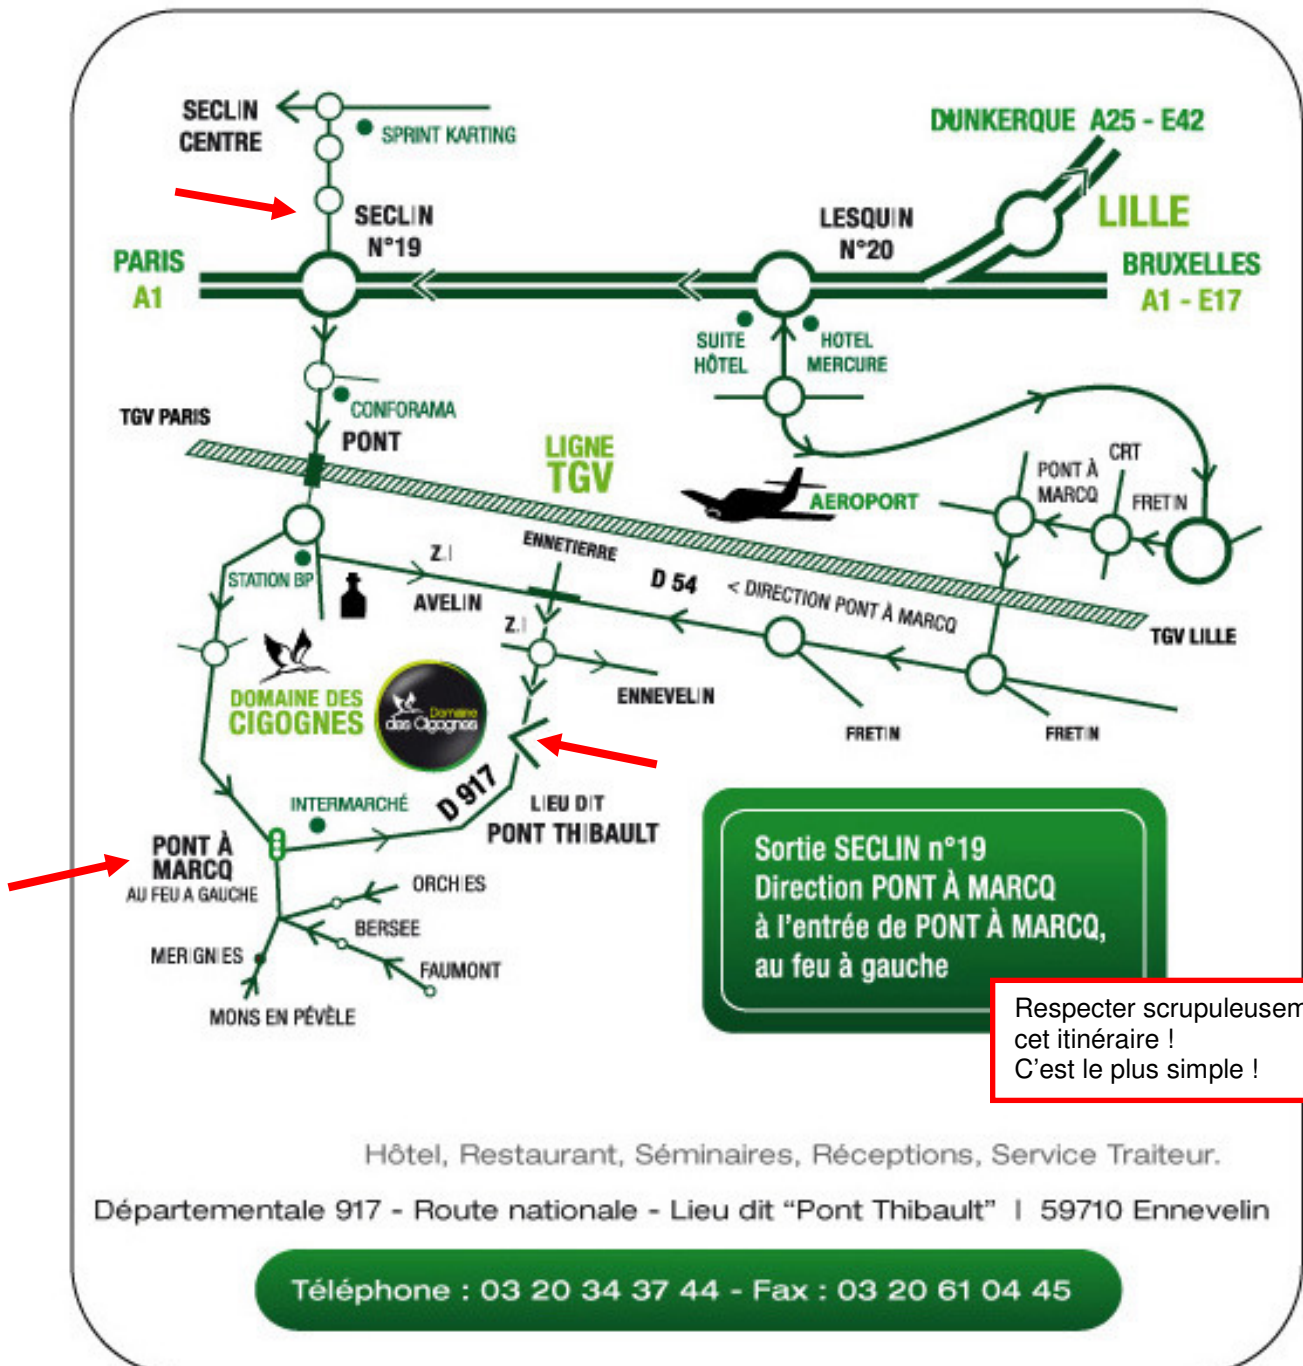 SECLIN
CENTRE
SPRINT KARTING
DUNKERQUE A25 - E42
SECLIN
N°19
LESQUIN
N°20
LILLE
PARIS
A1
BRUXELLES
A1 - E17
SUITE
HÔTEL
HOTEL
MERCURE
CONFORAMA
TGV PARIS
PONT
LIGNE
TGV
AEROPORT
PONT À
MARCQ
CRT
FRETIN
ENNETIERRE
Z.I
STATION BP
AVELIN
D 54
< DIRECTION PONT À MARCQ
TGV LILLE
Z.I
ENNEVELIN
DOMAINE DES
CIGOGNES
Domaine
des Cigognes
FRETIN
FRETIN
D 917
INTERMARCHÉ
LIEU DIT
PONT THIBAULT
PONT À
MARCQ
AU FEU A GAUCHE
ORCHIES
BERSEE
MERIGNIES
FAUMONT
MONS EN PÉVÈLE
Sortie SECLIN n°19
Direction PONT À MARCQ
à l'entrée de PONT À MARCQ,
au feu à gauche
Respecter scrupuleusem
cet itinéraire !
C'est le plus simple !
Hôtel, Restaurant, Séminaires, Réceptions, Service Traiteur.
Départementale 917 - Route nationale - Lieu dit “Pont Thibault” | 59710 Ennevelin
Téléphone : 03 20 34 37 44 - Fax : 03 20 61 04 45